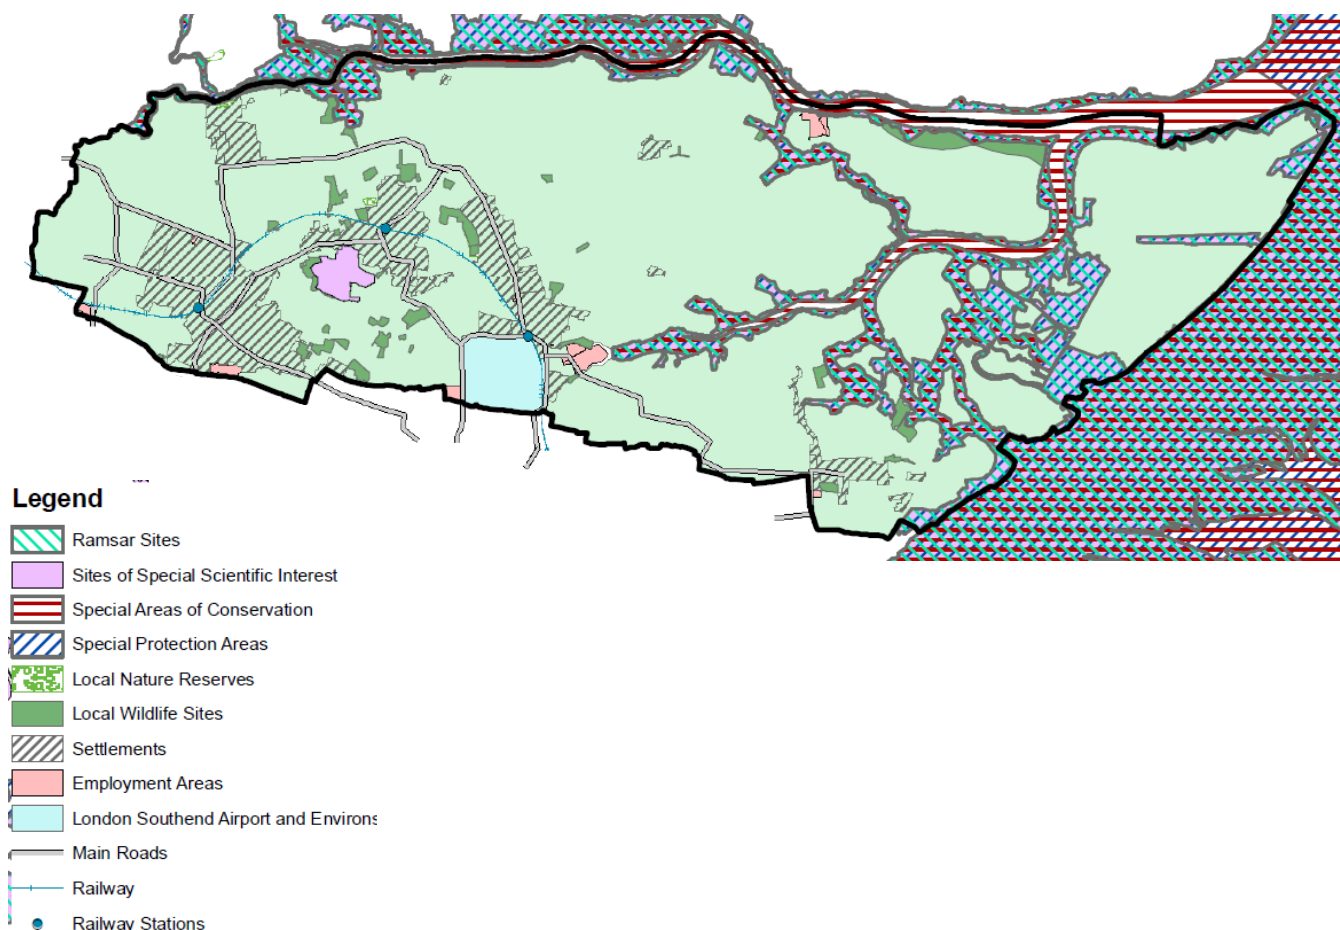 Legend
Ramsar Sites
Sites of Special Scientific Interest
Special Areas of Conservation
Special Protection Areas
Local Nature Reserves
Local Wildlife Sites
Settlements
Employment Areas
London Southend Airport and Environs
Main Roads
Railway
Railway Stations